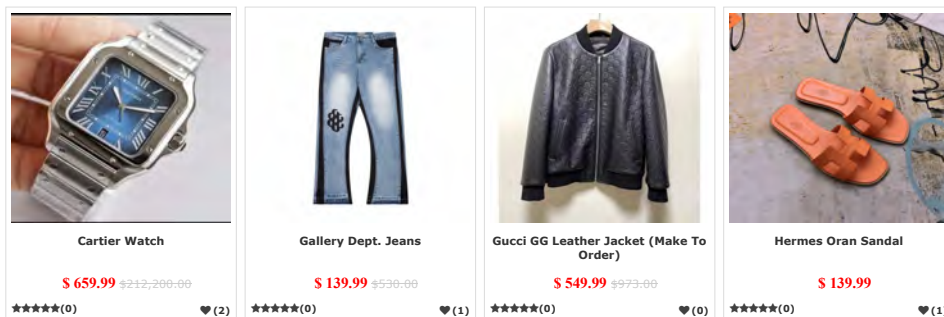 Cartier Watch
$ 659.99 $212,200.00
★★★★★(0) ♥(2)
Gallery Dept. Jeans
$ 139.99 $530.00
★★★★★(0) ♥(1)
Gucci GG Leather Jacket (Make To
Order)
$ 549.99 $973.00
★★★★★(0) ♥(0)
Hermes Oran Sandal
$ 139.99
★★★★★(0) ♥(1)